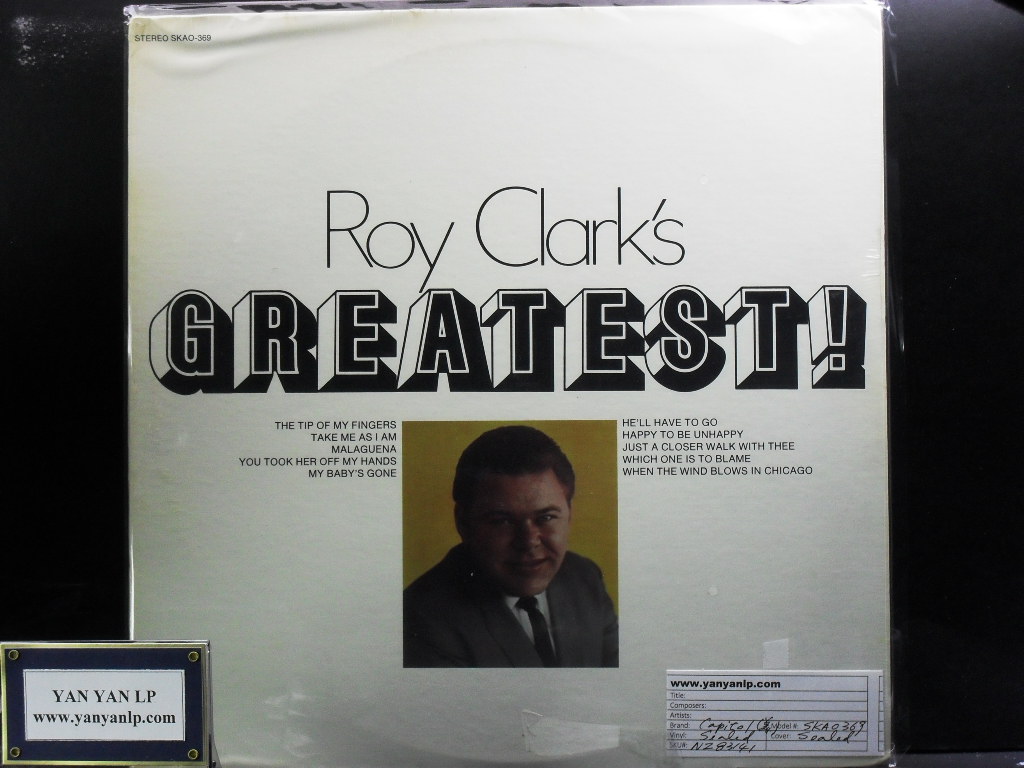 STEREO SKAO-369
Roy Clark's
GREATEST!
THE TIP OF MY FINGERS
TAKE ME AS I AM
MALAGUENA
YOU TOOK HER OFF MY HANDS
MY BABY'S GONE
HE'LL HAVE TO GO
HAPPY TO BE UNHAPPY
JUST A CLOSER WALK WITH THEE
WHICH ONE IS TO BLAME
WHEN THE WIND BLOWS IN CHICAGO
YAN YAN LP
www.yanyanlp.com
www.yanyanlp.com
Title:
Composers:
Artists:
Brand: Capitol Model #: SKAO369
Vinyl: Sealed Cover: Sealed
SKU#: